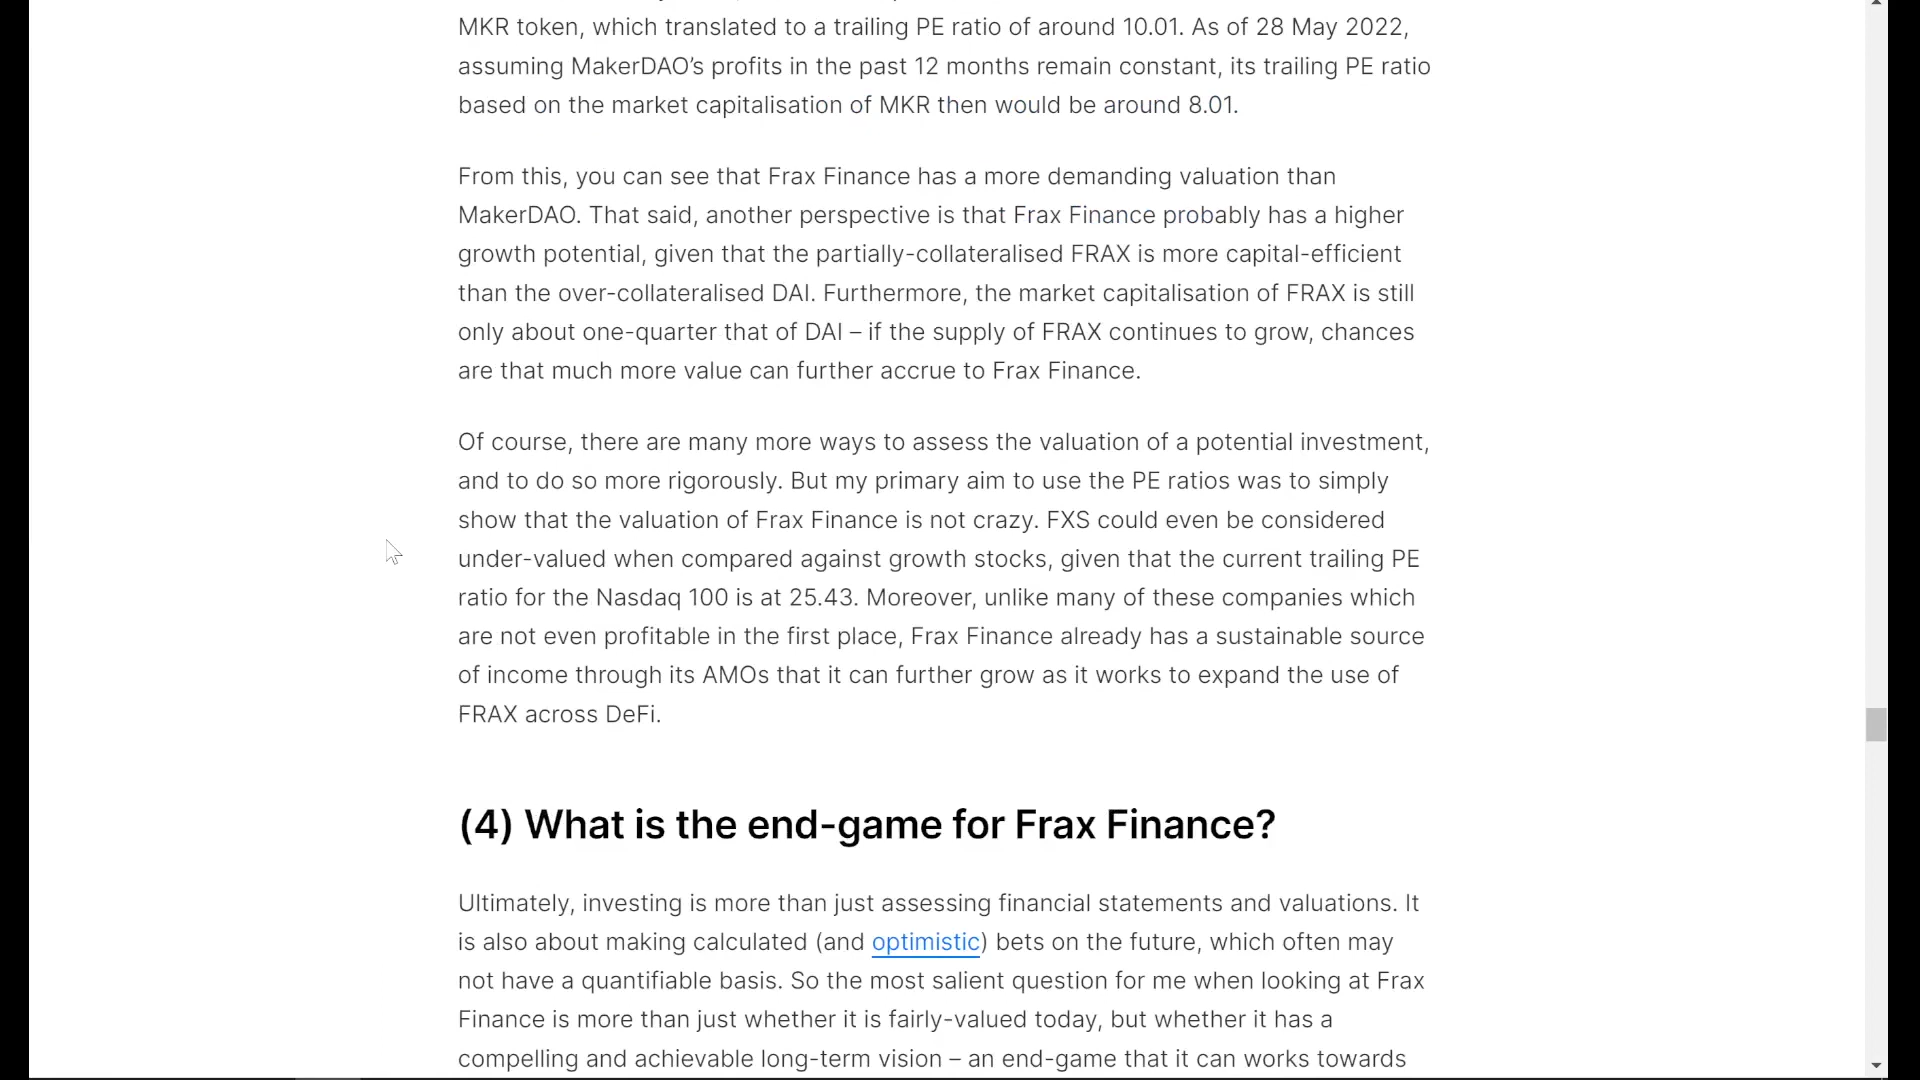 MKR token, which translated to a trailing PE ratio of around 10.01. As of 28 May 2022,
assuming MakerDAO’s profits in the past 12 months remain constant, its trailing PE ratio
based on the market capitalisation of MKR then would be around 8.01.
From this, you can see that Frax Finance has a more demanding valuation than
MakerDAO. That said, another perspective is that Frax Finance probably has a higher
growth potential, given that the partially-collateralised FRAX is more capital-efficient
than the over-collateralised DAI. Furthermore, the market capitalisation of FRAX is still
only about one-quarter that of DAI – if the supply of FRAX continues to grow, chances
are that much more value can further accrue to Frax Finance.
Of course, there are many more ways to assess the valuation of a potential investment,
and to do so more rigorously. But my primary aim to use the PE ratios was to simply
show that the valuation of Frax Finance is not crazy. FXS could even be considered
under-valued when compared against growth stocks, given that the current trailing PE
ratio for the Nasdaq 100 is at 25.43. Moreover, unlike many of these companies which
are not even profitable in the first place, Frax Finance already has a sustainable source
of income through its AMOs that it can further grow as it works to expand the use of
FRAX across DeFi.
(4) What is the end-game for Frax Finance?
Ultimately, investing is more than just assessing financial statements and valuations. It
is also about making calculated (and optimistic) bets on the future, which often may
not have a quantifiable basis. So the most salient question for me when looking at Frax
Finance is more than just whether it is fairly-valued today, but whether it has a
compelling and achievable long-term vision – an end-game that it can works towards